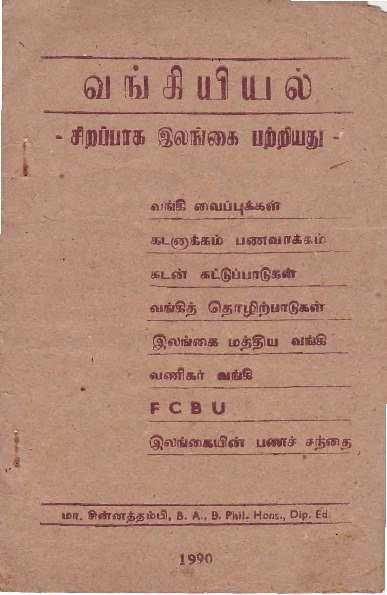 வங்கியியல்
- சிறப்பாக இலங்கை பற்றியது -
வங்கி வைப்புக்கள்
கடனாக்கம் பணவாக்கம்
கடன் கட்டுப்பாடுகள்
வங்கித் தொழிற்பாடுகள்
இலங்கை மத்திய வங்கி
வணிகர் வங்கி
F C B U
இலங்கையின் பணச் சந்தை
மா. சின்னத்தம்பி, B. A., B. Phil. Hons., Dip. Ed.
1990